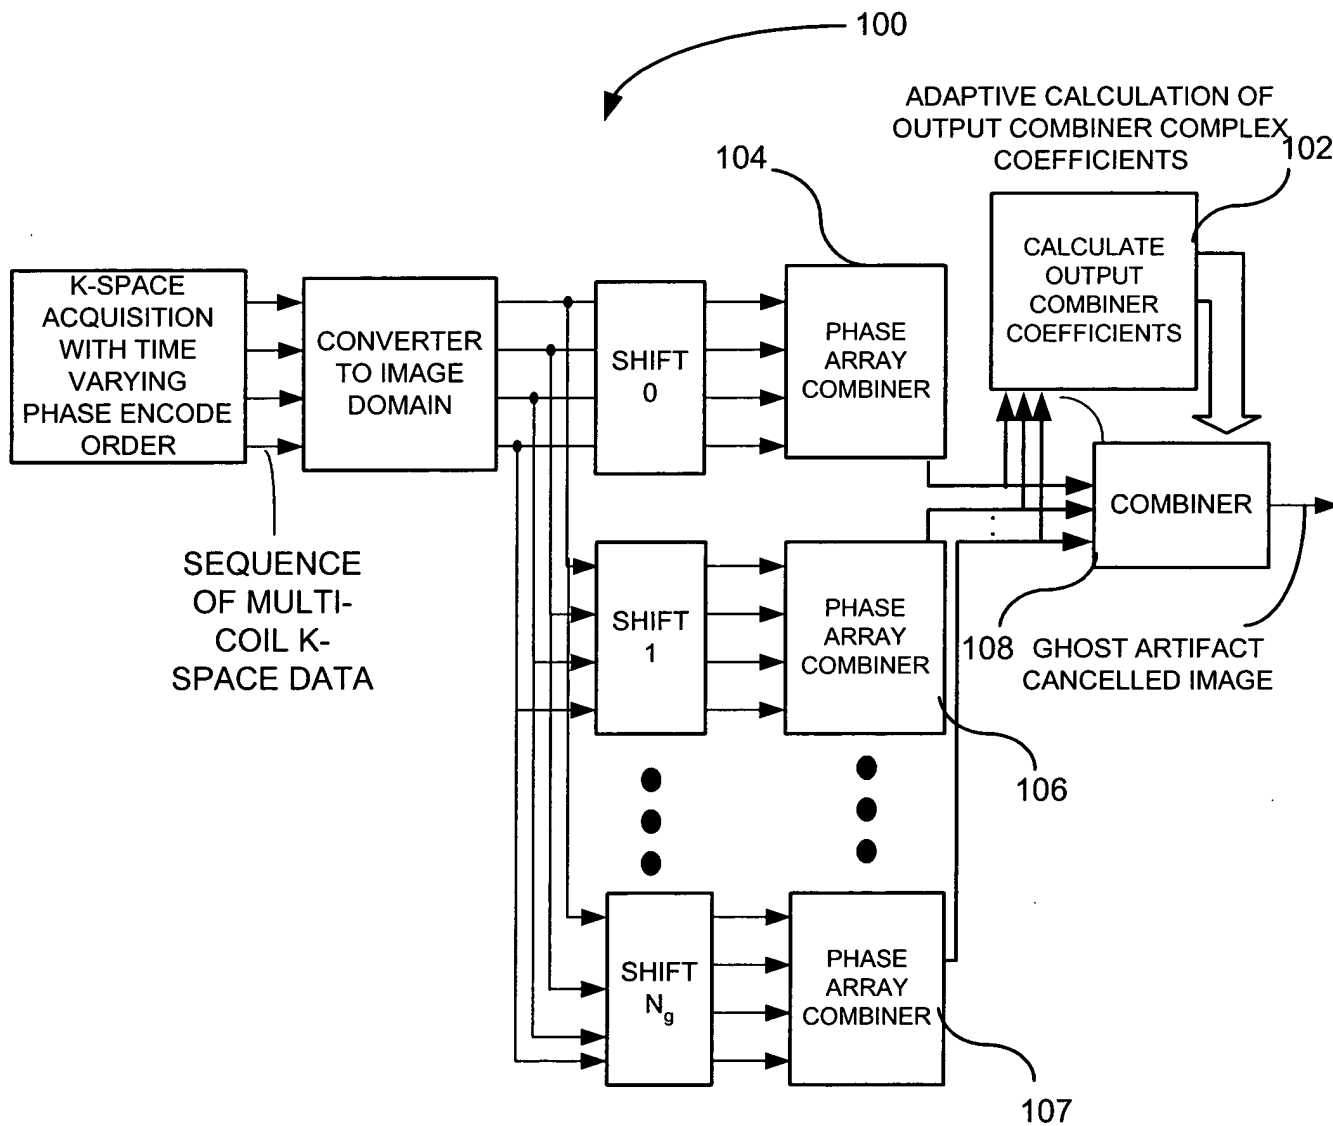 100
ADAPTIVE CALCULATION OF
OUTPUT COMBINER COMPLEX
COEFFICIENTS
102
104
K-SPACE
ACQUISITION
WITH TIME
VARYING
PHASE ENCODE
ORDER
CONVERTER
TO IMAGE
DOMAIN
SHIFT
0
PHASE
ARRAY
COMBINER
CALCULATE
OUTPUT
COMBINER
COEFFICIENTS
COMBINER
SEQUENCE
OF MULTI-
COIL K-
SPACE DATA
SHIFT
1
PHASE
ARRAY
COMBINER
108
GHOST ARTIFACT
CANCELLED IMAGE
106
SHIFT
Ng
PHASE
ARRAY
COMBINER
107